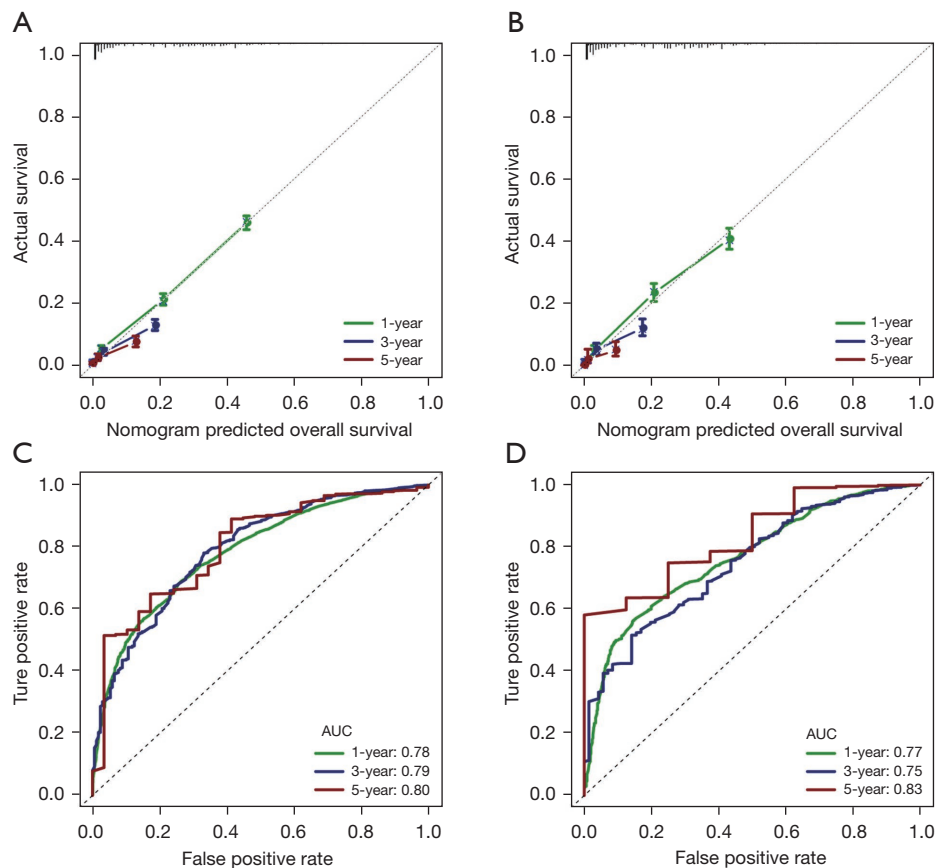 A
1.0
0.8
0.6
0.4
0.2
0.0
Actual survival
1-year
3-year
5-year
0.0 0.2 0.4 0.6 0.8 1.0
Nomogram predicted overall survival
B
1.0
0.8
0.6
0.4
0.2
0.0
Actual survival
1-year
3-year
5-year
0.0 0.2 0.4 0.6 0.8 1.0
Nomogram predicted overall survival
C
1.0
0.8
0.6
0.4
0.2
0.0
Ture positive rate
AUC
1-year: 0.78
3-year: 0.79
5-year: 0.80
0.0 0.2 0.4 0.6 0.8 1.0
False positive rate
D
1.0
0.8
0.6
0.4
0.2
0.0
Ture positive rate
AUC
1-year: 0.77
3-year: 0.75
5-year: 0.83
0.0 0.2 0.4 0.6 0.8 1.0
False positive rate